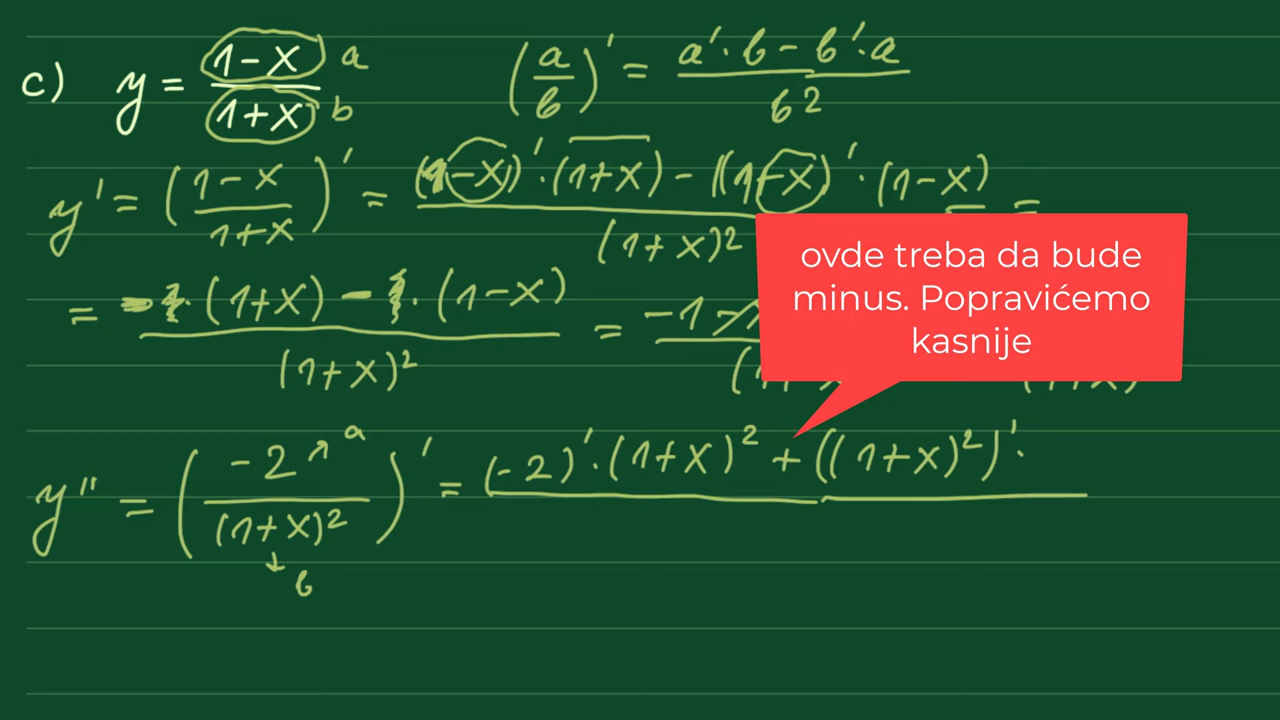 c) y = (1-x)/(1+x) a b (a/b)' = (a'·b - b'·a)/b²
y' = ((1-x)/(1+x))' = ((1-x)'·(1+x) - (1+x)'·(1-x))/(1+x)² =
ovde treba da bude
minus. Popravićemo
kasnije
= (-1·(1+x) - 1·(1-x))/(1+x)² = -1-
y'' = (-2/(1+x)²)' = (-2)'·(1+x)² + ((1+x)²)'·
a
b